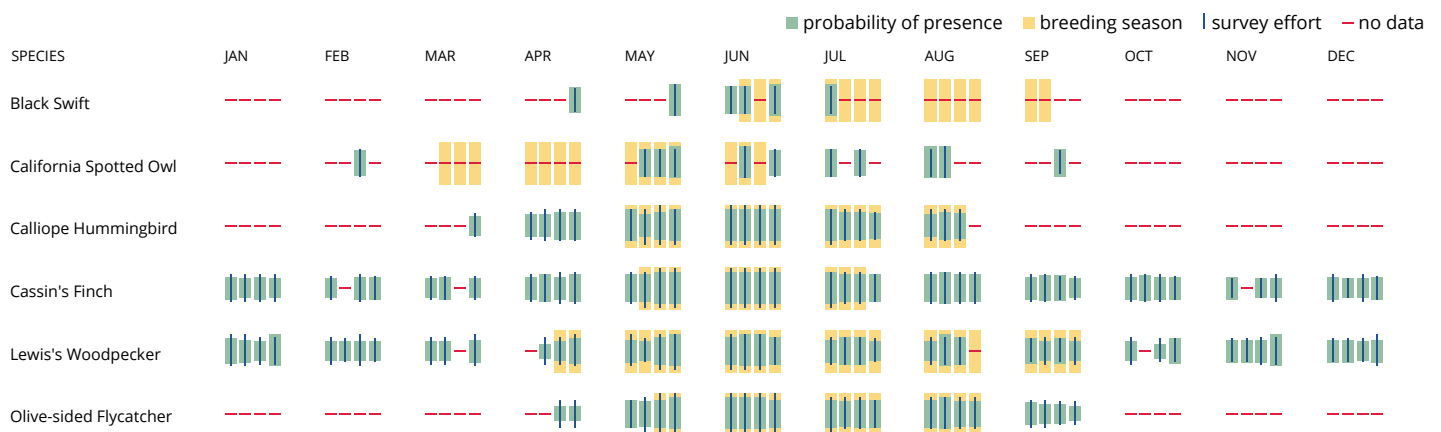 probability of presence breeding season survey effort no data
SPECIES JAN FEB MAR APR MAY JUN JUL AUG SEP OCT NOV DEC
Black Swift
California Spotted Owl
Calliope Hummingbird
Cassin's Finch
Lewis's Woodpecker
Olive-sided Flycatcher